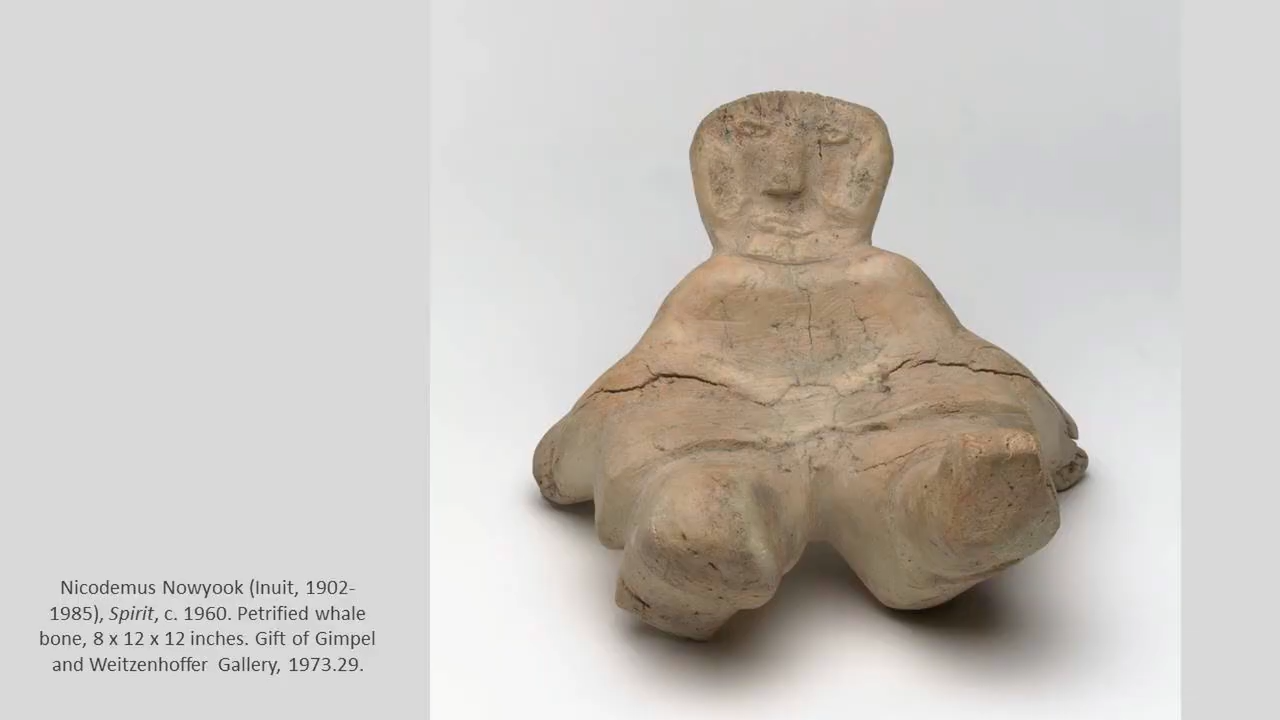 Nicodemus Nowyook (Inuit, 1902-
1985), Spirit, c. 1960. Petrified whale
bone, 8 x 12 x 12 inches. Gift of Gimpel
and Weitzenhoffer  Gallery, 1973.29.